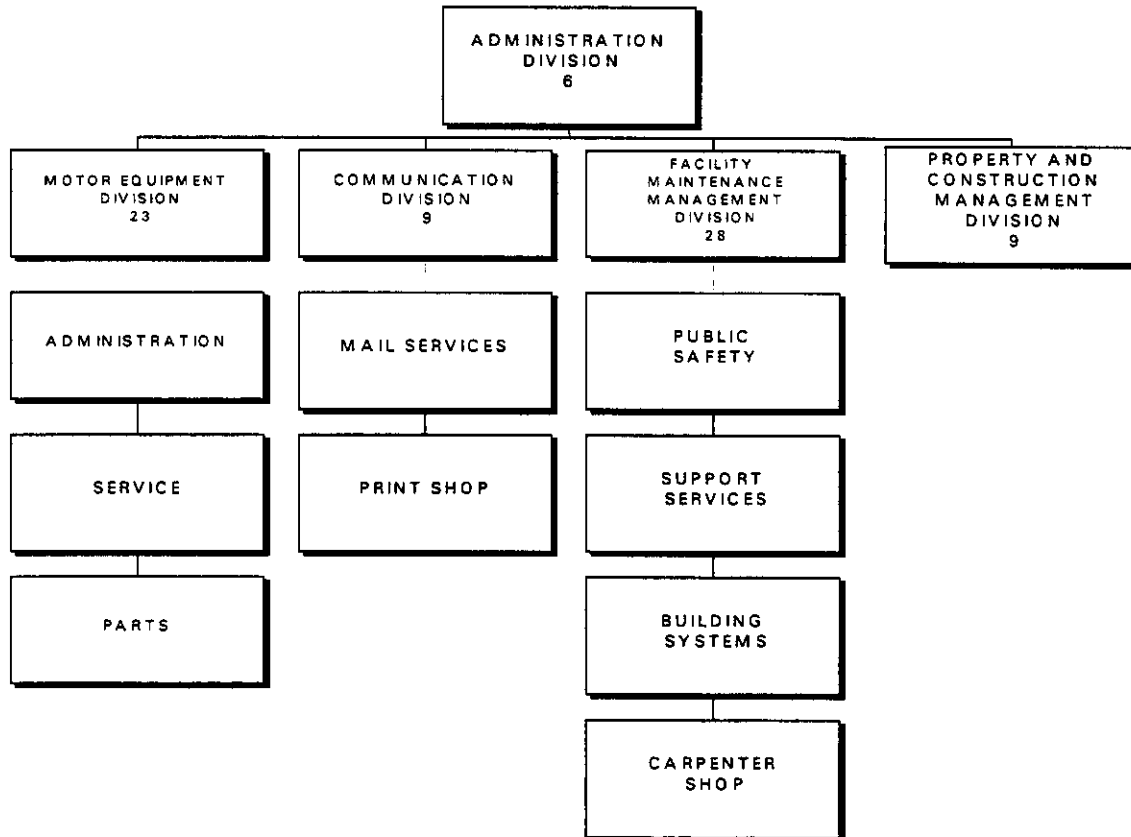 ADMINISTRATION
DIVISION
6
MOTOR EQUIPMENT
DIVISION
23
COMMUNICATION
DIVISION
9
FACILITY
MAINTENANCE
MANAGEMENT
DIVISION
28
PROPERTY AND
CONSTRUCTION
MANAGEMENT
DIVISION
9
ADMINISTRATION
MAIL SERVICES
PUBLIC
SAFETY
SERVICE
PRINT SHOP
SUPPORT
SERVICES
PARTS
BUILDING
SYSTEMS
CARPENTER
SHOP